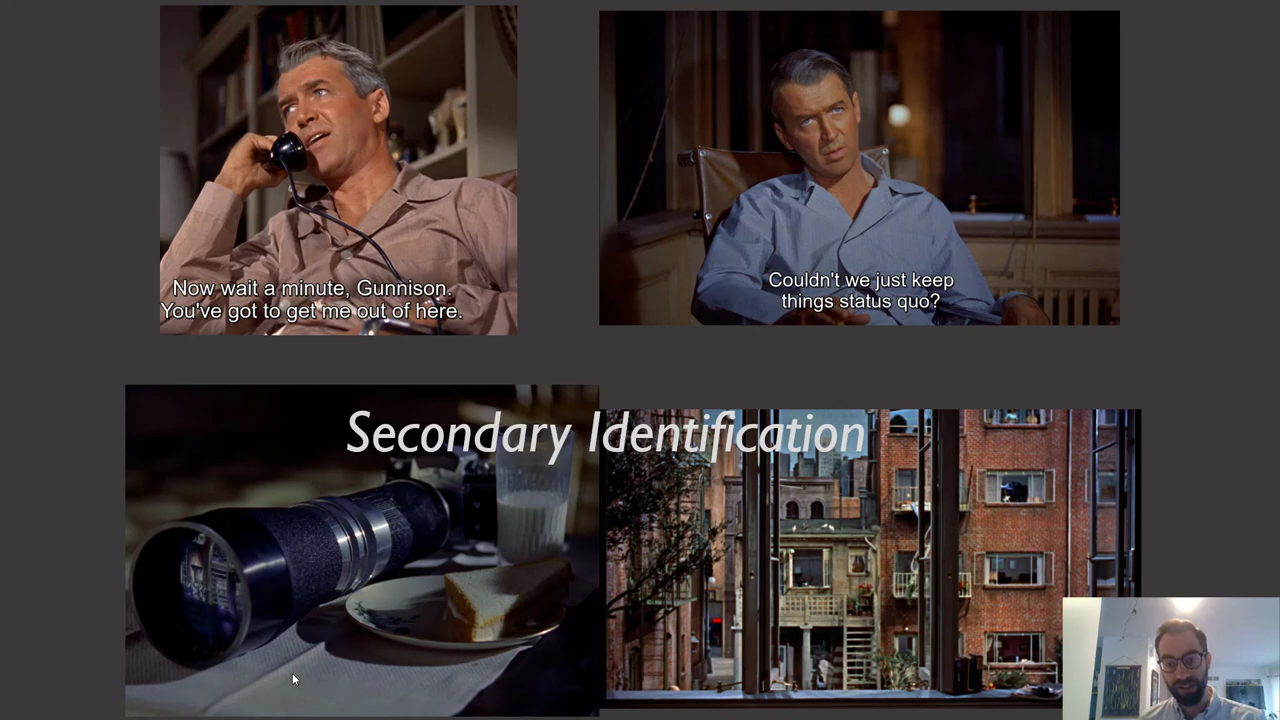 Now wait a minute, Gunnison.
You've got to get me out of here.
Couldn't we just keep
things status quo?
Secondary Identification